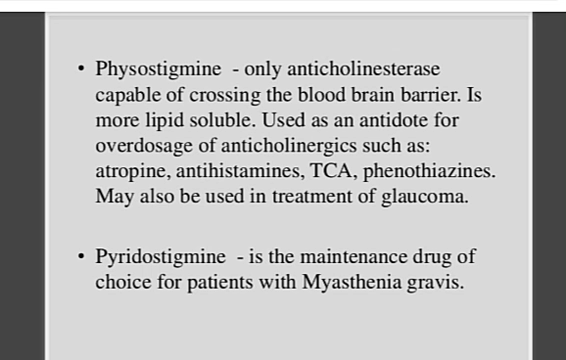 • Physostigmine - only anticholinesterase
capable of crossing the blood brain barrier. Is
more lipid soluble. Used as an antidote for
overdosage of anticholinergics such as:
atropine, antihistamines, TCA, phenothiazines.
May also be used in treatment of glaucoma.
• Pyridostigmine - is the maintenance drug of
choice for patients with Myasthenia gravis.